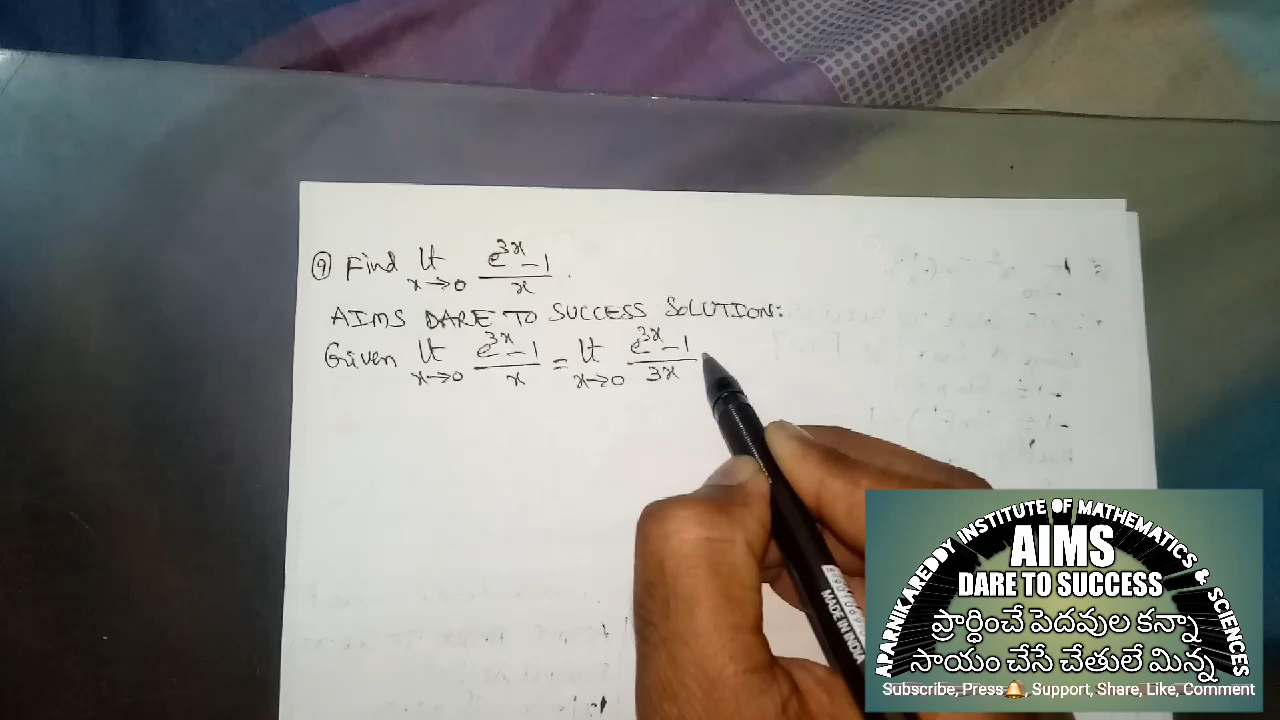 9 Find lt x→0 e^3x-1/x .
AIMS DARE TO SUCCESS SOLUTION:
Given lt x→0 e^3x-1/x = lt x→0 e^3x-1/3x
MADE IN INDIA
APARNIKAREDDY INSTITUTE OF MATHEMATICS & SCIENCES
AIMS
DARE TO SUCCESS
ప్రార్ధించే పెదవుల కన్నా
సాయం చేసే చేతులే మిన్న
Subscribe, Press🔔, Support, Share, Like, Comment